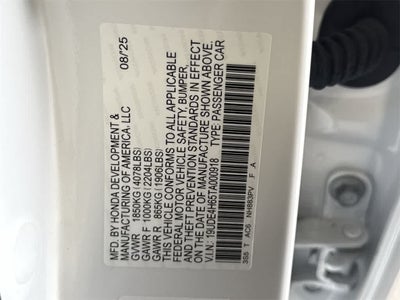 MFD. BY HONDA DEVELOPMENT & 08/25
MANUFACTURING OF AMERICA, LLC
GVWR 1850KG (4078LBS)
GAWR F 1000KG (2204LBS)
GAWR R 865KG (1906LBS)
THIS VEHICLE CONFORMS TO ALL APPLICABLE
FEDERAL MOTOR VEHICLE SAFETY, BUMPER,
AND THEFT PREVENTION STANDARDS IN EFFECT
ON THE DATE OF MANUFACTURE SHOWN ABOVE.
V.I.N.: 19UDE4H65TA000918 TYPE: PASSENGER CAR
3S5 T AC6 NH883PV F A